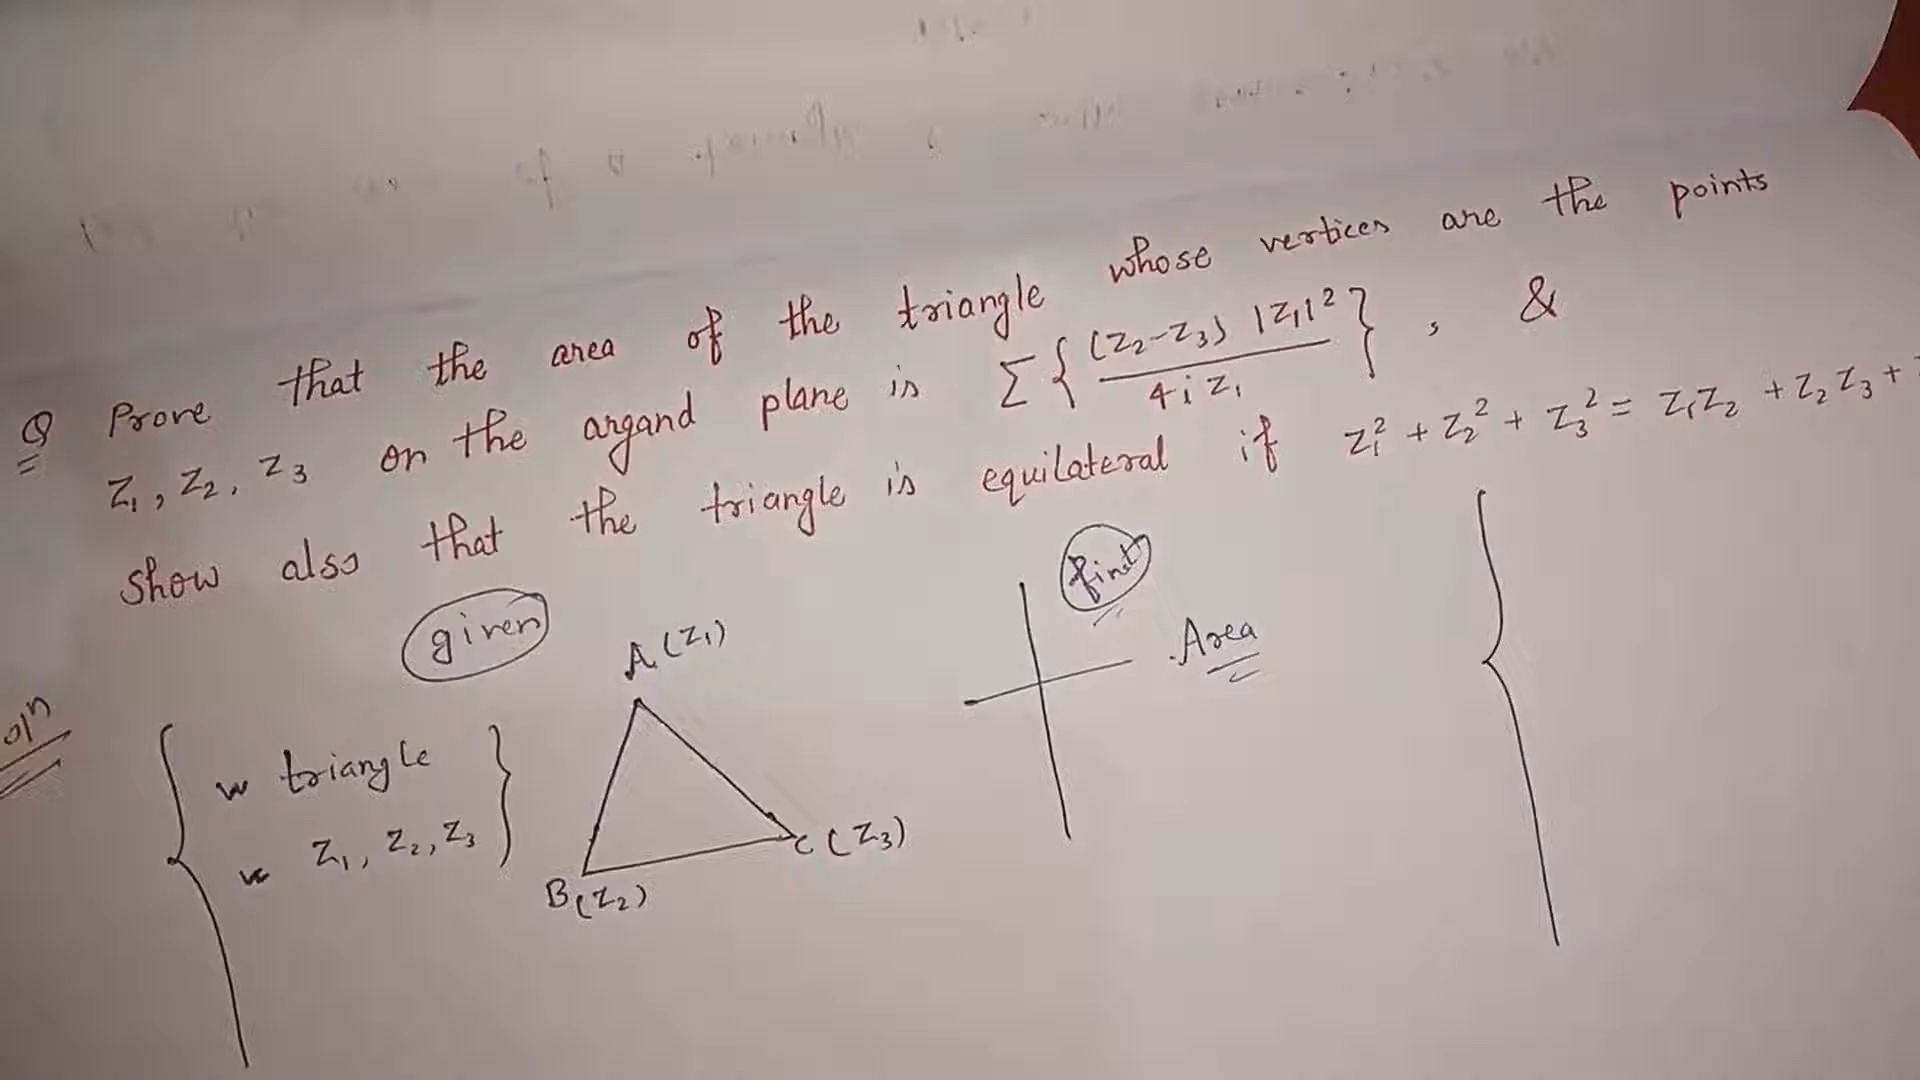 Q Prove that the area of the triangle whose vertices are the points
Z₁, Z₂, Z₃ on the argand plane is Σ{(Z₂-Z₃) |Z₁|² / 4iZ₁}, &
Show also that the triangle is equilateral if Z₁² + Z₂² + Z₃² = Z₁Z₂ + Z₂Z₃ +
given
find
A (Z₁)
Area
triangle
Z₁, Z₂, Z₃
C (Z₃)
B (Z₂)